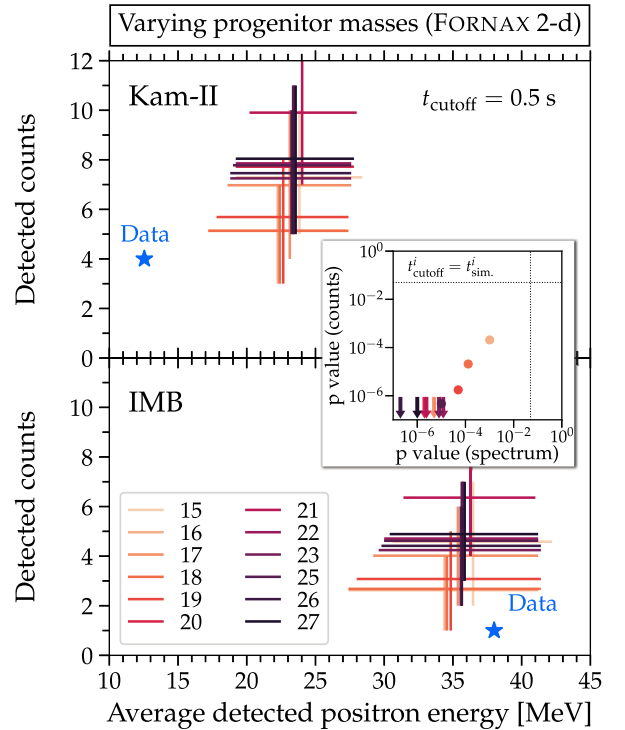 Varying progenitor masses (FORNAX 2-d)
Kam-II
t_cutoff = 0.5 s
Detected counts
12
10
8
6
4
2
0
Data
t^i_cutoff = t^i_sim.
p value (counts)
10^0
10^−2
10^−4
10^−6
10^−6 10^−4 10^−2 10^0
p value (spectrum)
IMB
Detected counts
10
8
6
4
2
0
15
16
17
18
19
20
21
22
23
25
26
27
Data
10 15 20 25 30 35 40 45
Average detected positron energy [MeV]